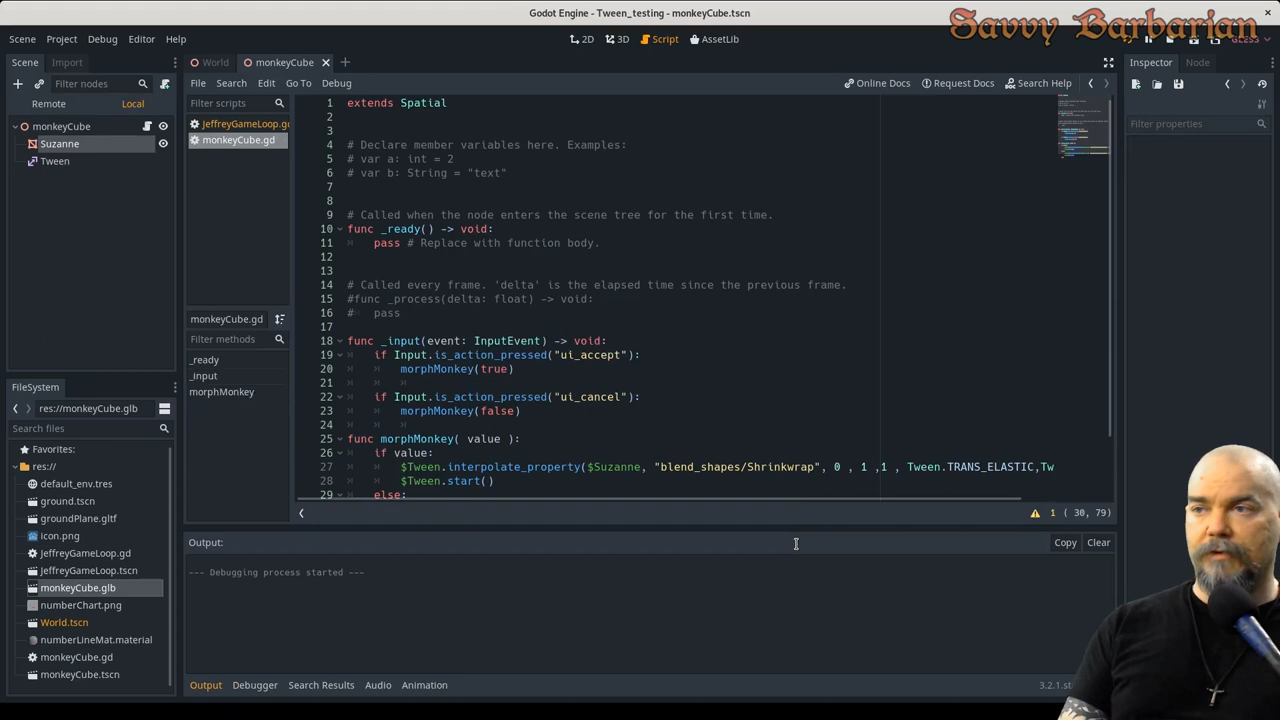 Godot Engine - Tween_testing - monkeyCube.tscn
Savvy Barbarian
Scene Project Debug Editor Help
2D 3D Script AssetLib
GLES3
Scene Import
World monkeyCube
Inspector Node
Filter nodes
File Search Edit Go To Debug
Online Docs Request Docs Search Help
Remote Local
Filter scripts
Filter properties
monkeyCube
Suzanne
Tween
JeffreyGameLoop.gd
monkeyCube.gd
monkeyCube.gd
Filter methods
_ready
_input
morphMonkey
1 extends Spatial
2
3
4 # Declare member variables here. Examples:
5 # var a: int = 2
6 # var b: String = "text"
7
8
9 # Called when the node enters the scene tree for the first time.
10 func _ready() -> void:
11 pass # Replace with function body.
12
13
14 # Called every frame. 'delta' is the elapsed time since the previous frame.
15 #func _process(delta: float) -> void:
16 # pass
17
18 func _input(event: InputEvent) -> void:
19 if Input.is_action_pressed("ui_accept"):
20 morphMonkey(true)
21
22 if Input.is_action_pressed("ui_cancel"):
23 morphMonkey(false)
24
25 func morphMonkey( value ):
26 if value:
27 $Tween.interpolate_property($Suzanne, "blend_shapes/Shrinkwrap", 0 , 1 ,1 , Tween.TRANS_ELASTIC,Tw
28 $Tween.start()
29 else:
1 ( 30, 79)
FileSystem
res://monkeyCube.glb
Search files
Favorites:
res://
default_env.tres
ground.tscn
groundPlane.gltf
icon.png
JeffreyGameLoop.gd
JeffreyGameLoop.tscn
monkeyCube.glb
numberChart.png
World.tscn
numberLineMat.material
monkeyCube.gd
monkeyCube.tscn
Output:
Copy Clear
--- Debugging process started ---
Output Debugger Search Results Audio Animation
3.2.1.st